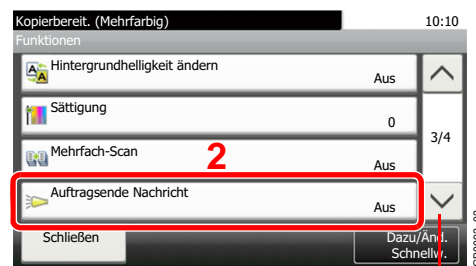 Kopierbereit. (Mehrfarbig) 10:10
Funktionen
Hintergrundhelligkeit ändern
Aus
Sättigung
0
3/4
Mehrfach-Scan
2
Aus
Auftragsende Nachricht
Aus
Schließen
Dazu/Änd.
Schnellw.